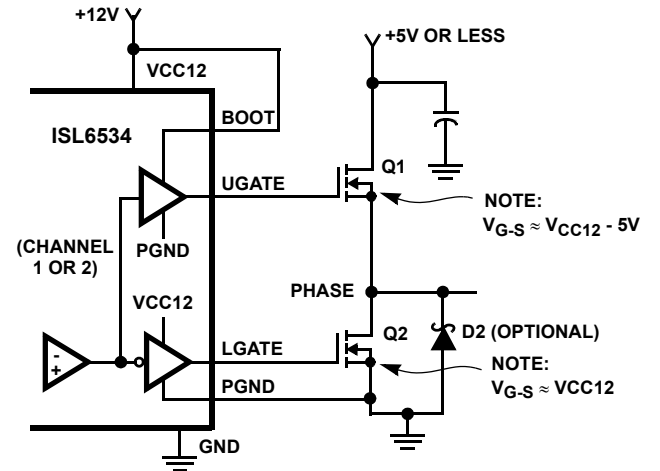 +12V
+5V OR LESS
VCC12
BOOT
ISL6534
Q1
UGATE
NOTE:
VG-S ≈ VCC12 - 5V
PGND
(CHANNEL
1 OR 2)
VCC12
PHASE
Q2
D2 (OPTIONAL)
LGATE
NOTE:
VG-S ≈ VCC12
PGND
-
+
GND